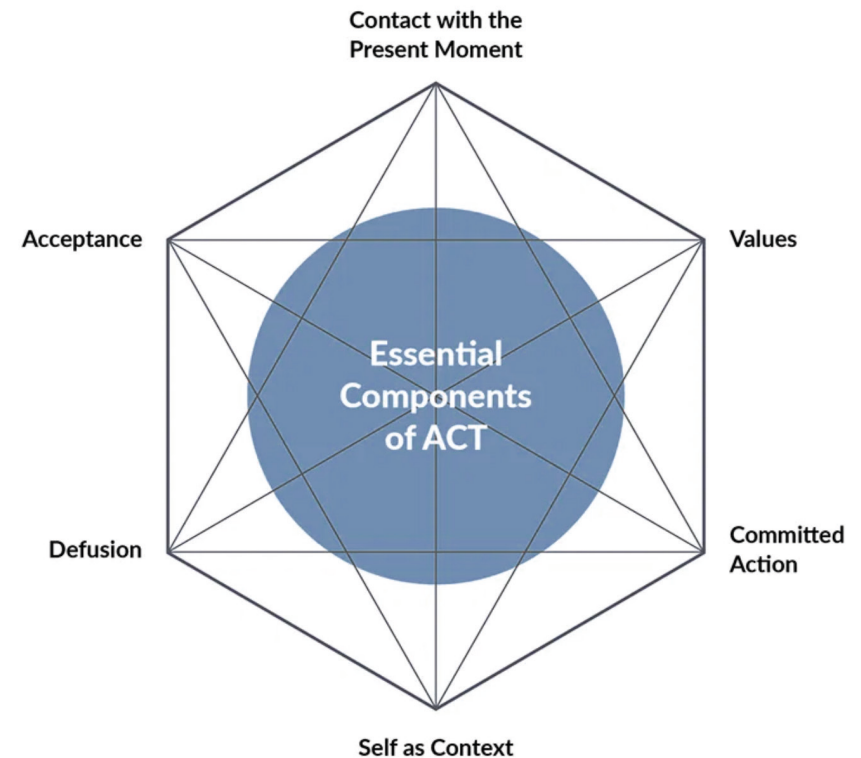 Contact with the
Present Moment
Acceptance
Values
Essential
Components
of ACT
Defusion
Committed
Action
Self as Context